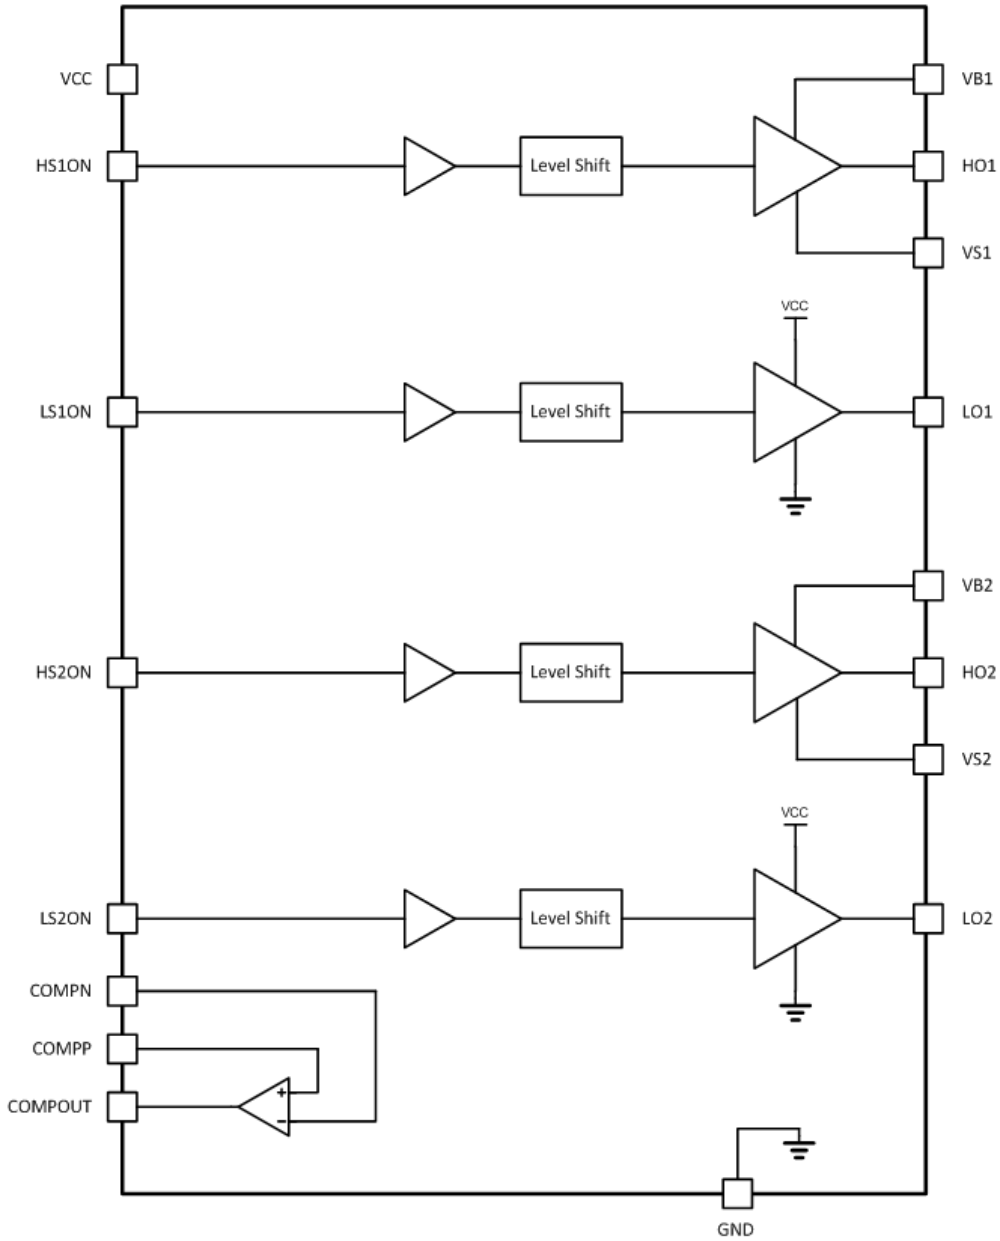 VCC
VB1
HS1ON
Level Shift
HO1
VS1
VCC
LS1ON
Level Shift
LO1
VB2
HS2ON
Level Shift
HO2
VS2
VCC
LS2ON
Level Shift
LO2
COMPN
COMPP
+
COMPOUT
−
GND